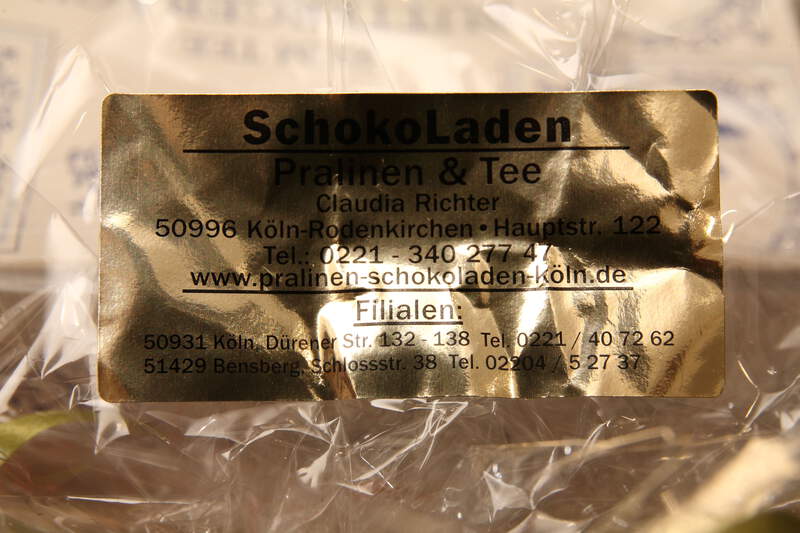 SchokoLaden
Pralinen & Tee
Claudia Richter
50996 Köln-Rodenkirchen • Hauptstr. 122
Tel.: 0221 - 340 277 47
www.pralinen-schokoladen-köln.de
Filialen:
50931 Köln, Dürener Str. 132 - 138 Tel. 0221 / 40 72 62
51429 Bensberg, Schlossstr. 38 Tel. 02204 / 5 27 37